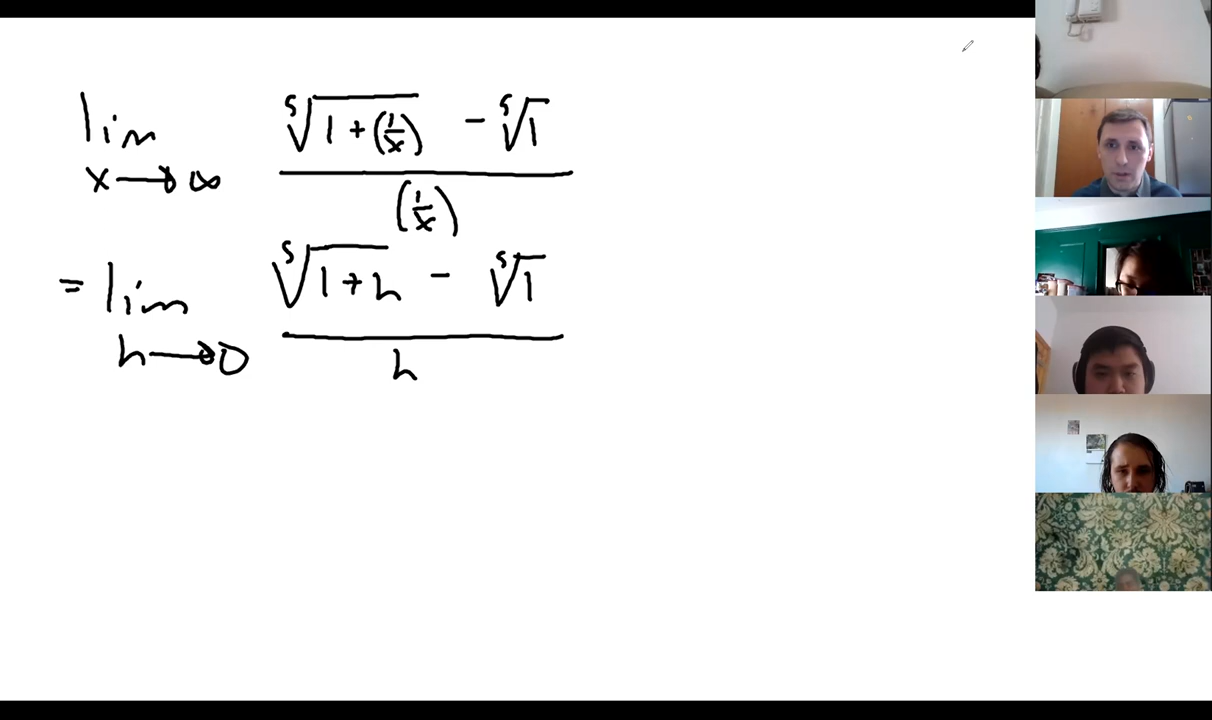 lim x→∞ (⁵√(1 + (1/x)) − ⁵√1) / (1/x)
= lim h→0 (⁵√(1 + h) − ⁵√1) / h